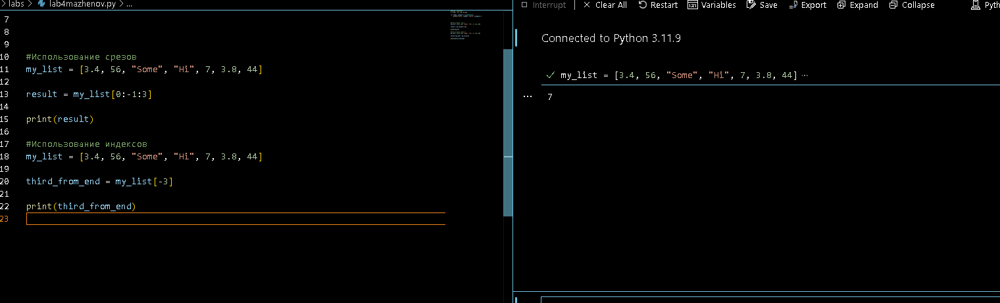 > labs > lab4mazhenov.py > ...
7
8
9
10 #Использование срезов
11 my_list = [3.4, 56, "Some", "Hi", 7, 3.8, 44]
12
13 result = my_list[0:-1:3]
14
15 print(result)
16
17 #Использование индексов
18 my_list = [3.4, 56, "Some", "Hi", 7, 3.8, 44]
19
20 third_from_end = my_list[-3]
21
22 print(third_from_end)
23
Interrupt | Clear All Restart Variables Save Export Expand Collapse Pyth
Connected to Python 3.11.9
my_list = [3.4, 56, "Some", "Hi", 7, 3.8, 44] ...
... 7